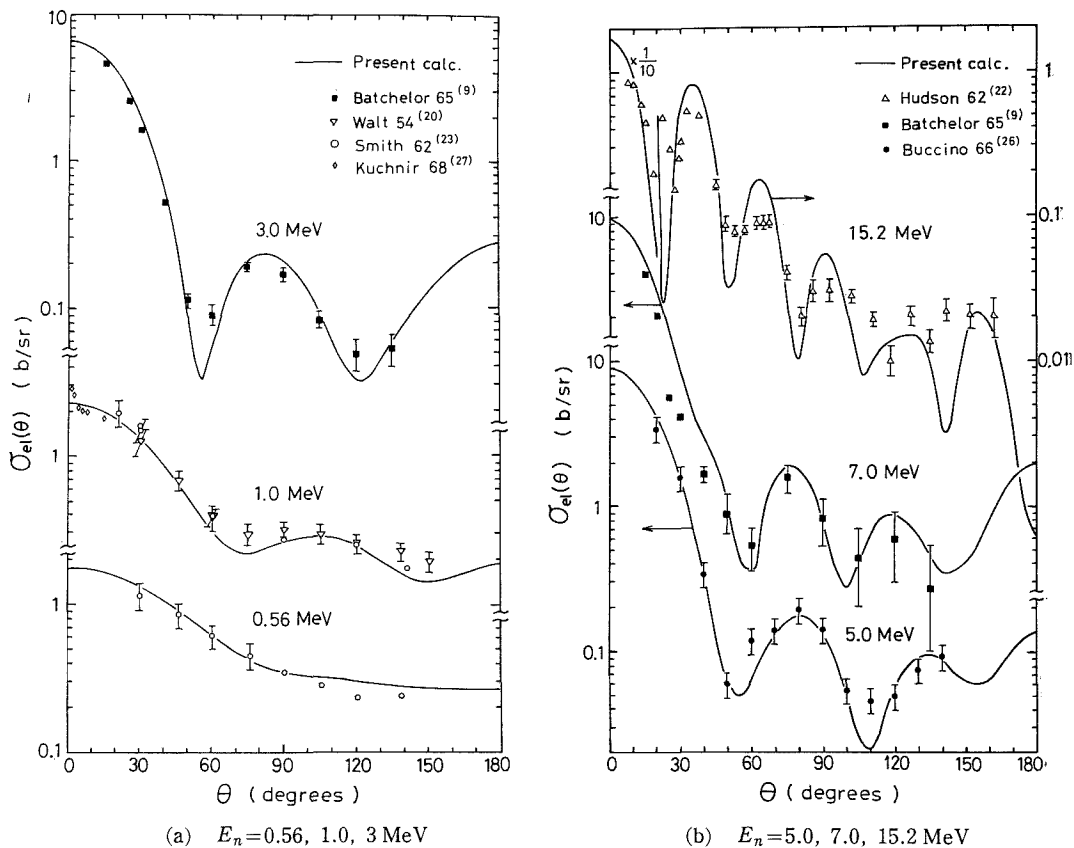 (a)
10
1
0.1
1
1
0.1
σel(θ) ( b/sr )
— Present calc.
■ Batchelor 65(9)
▽ Walt 54(20)
○ Smith 62(23)
◊ Kuchnir 68(27)
3.0 MeV
1.0 MeV
0.56 MeV
0 30 60 90 120 150 180
θ (degrees)
(a) En=0.56, 1.0, 3 MeV
(b)
×1/10
— Present calc.
△ Hudson 62(22)
■ Batchelor 65(9)
● Buccino 66(26)
1.
0.11
0.011
10
10
1
0.1
σel(θ) ( b/sr )
15.2 MeV
7.0 MeV
5.0 MeV
0 30 60 90 120 150 180
θ (degrees)
(b) En=5.0, 7.0, 15.2 MeV